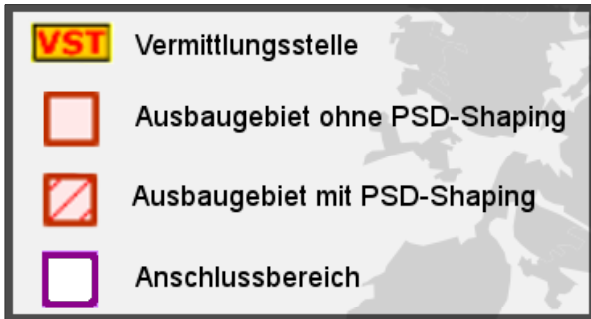 VST Vermittlungsstelle
Ausbaugebiet ohne PSD-Shaping
Ausbaugebiet mit PSD-Shaping
Anschlussbereich